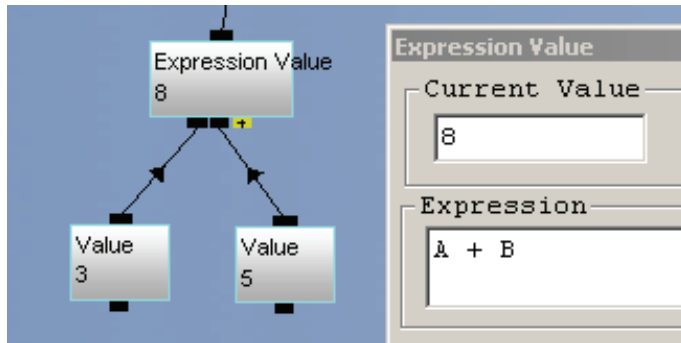 Expression Value
8
+
Value
3
Value
5
Expression Value
Current Value
8
Expression
A + B